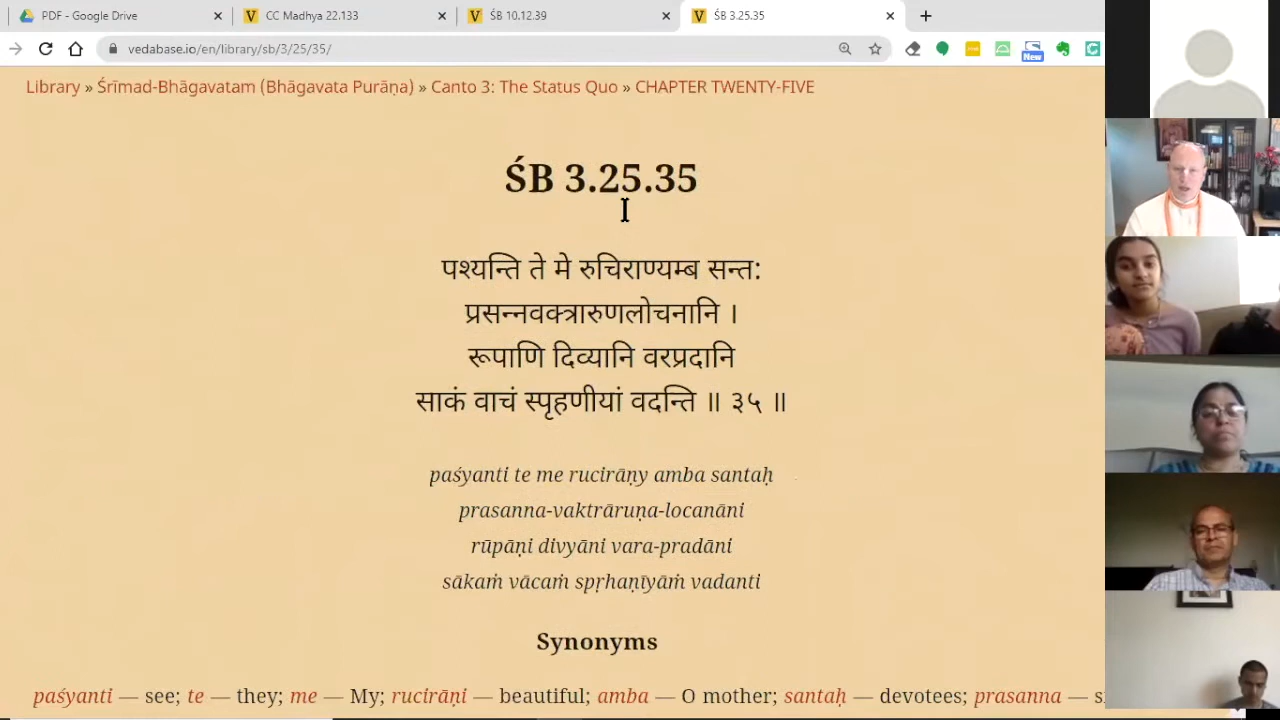 PDF - Google Drive
CC Madhya 22.133
ŚB 10.12.39
ŚB 3.25.35
vedabase.io/en/library/sb/3/25/35/
New
Library » Śrīmad-Bhāgavatam (Bhāgavata Purāṇa) » Canto 3: The Status Quo » CHAPTER TWENTY-FIVE
ŚB 3.25.35
पश्यन्ति ते मे रुचिराण्यम्ब सन्त:
प्रसन्नवक्त्रारुणलोचनानि ।
रूपाणि दिव्यानि वरप्रदानि
साकं वाचं स्पृहणीयां वदन्ति ॥ ३५ ॥
paśyanti te me rucirāṇy amba santaḥ
prasanna-vaktrāruṇa-locanāni
rūpāṇi divyāni vara-pradāni
sākaṁ vācaṁ spṛhaṇīyāṁ vadanti
Synonyms
paśyanti — see; te — they; me — My; rucirāṇi — beautiful; amba — O mother; santaḥ — devotees; prasanna —